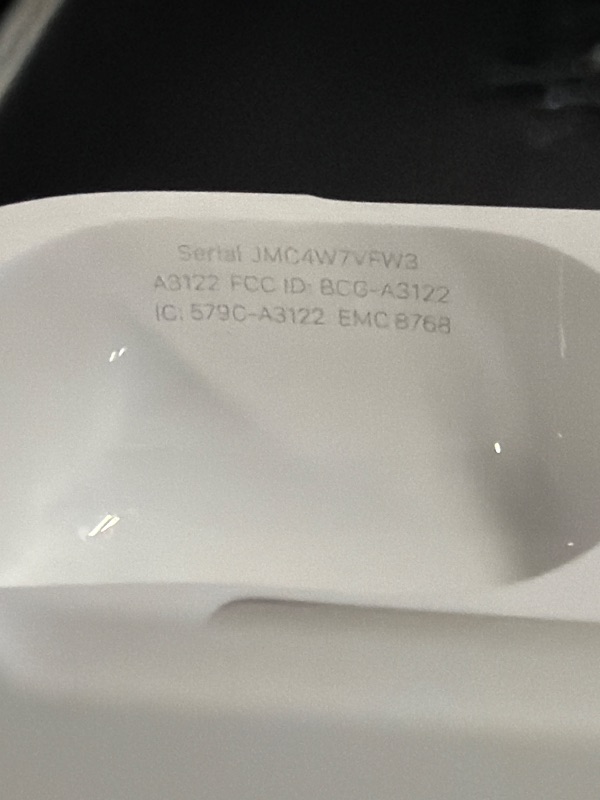 Serial JMC4W7VFW3
A3122 FCC ID: BCG-A3122
IC: 579C-A3122 EMC 8768